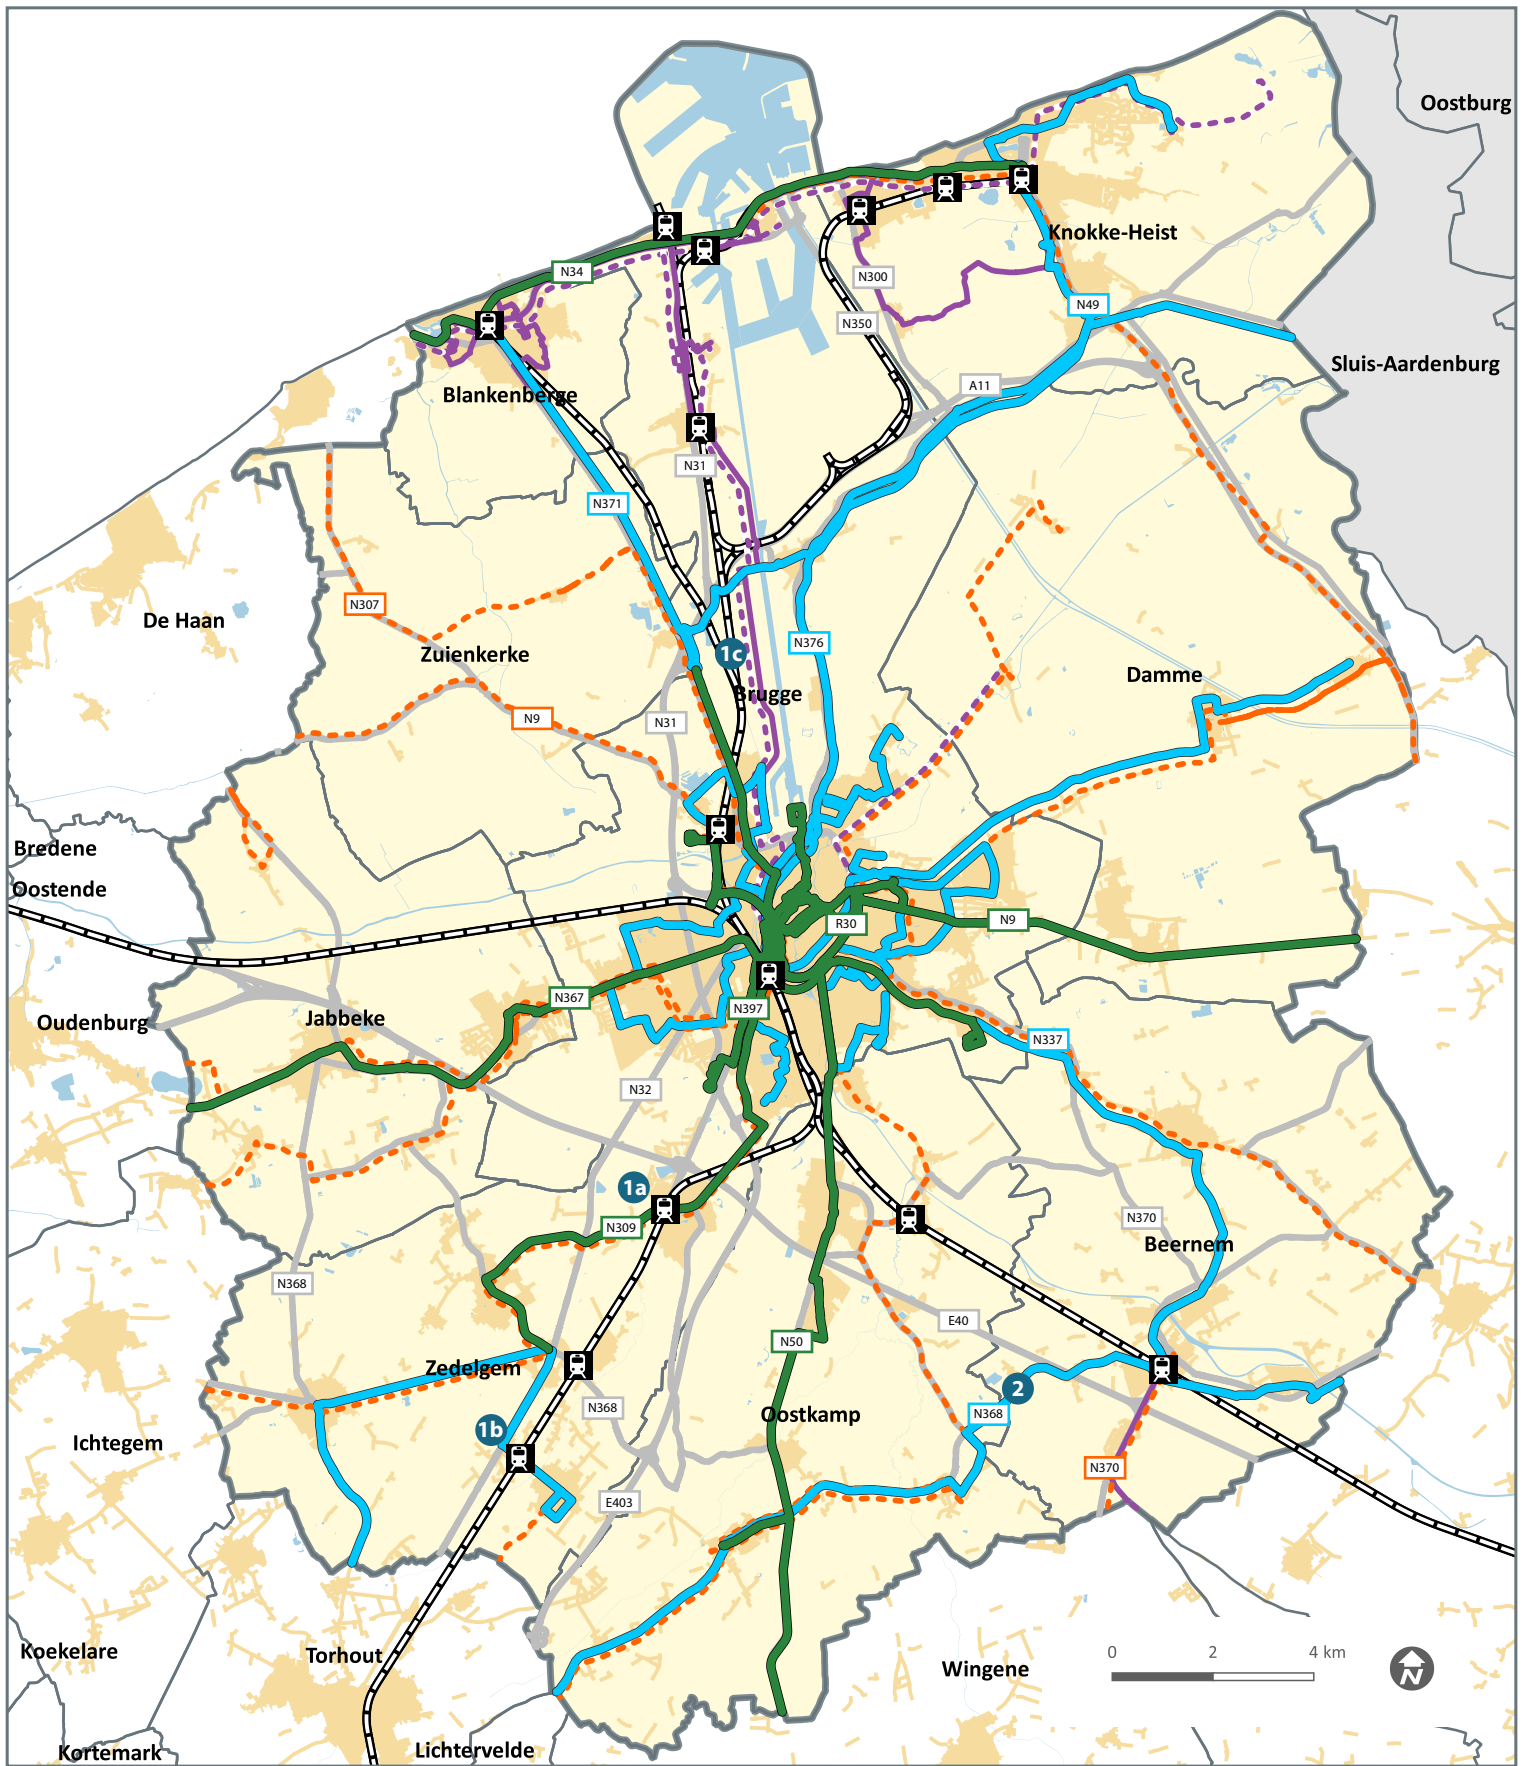 Oostburg
Knokke-Heist
N34
N300
N49
N350
Sluis-Aardenburg
A11
Blankenberge
N31
N371
N307
De Haan
N376
Zuienkerke
1c
Damme
Brugge
N9
N31
Bredene
Oostende
N9
R30
N367
N397
Oudenburg
Jabbeke
N337
N32
1a
N370
N309
Beernem
N368
E40
N50
Zedelgem
2
N368
N368
Oostkamp
1b
Ichtegem
N370
E403
Koekelare
Torhout
Wingene
0 2 4 km
N
Kortemark
Lichtervelde